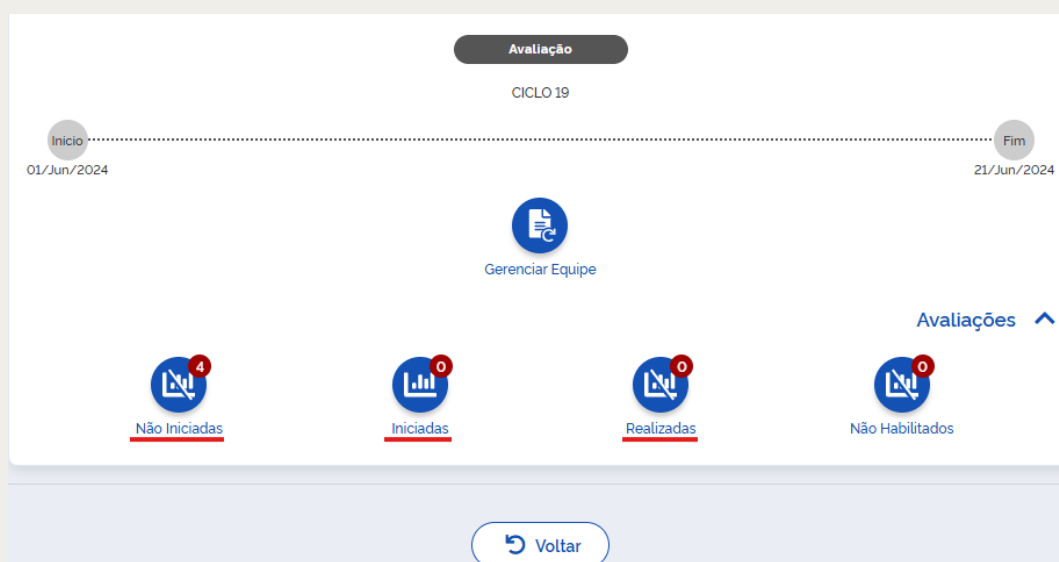 Avaliação
CICLO 19
Início
Fim
01/Jun/2024
21/Jun/2024
Gerenciar Equipe
Avaliações
4
0
0
0
Não Iniciadas
Iniciadas
Realizadas
Não Habilitados
Voltar